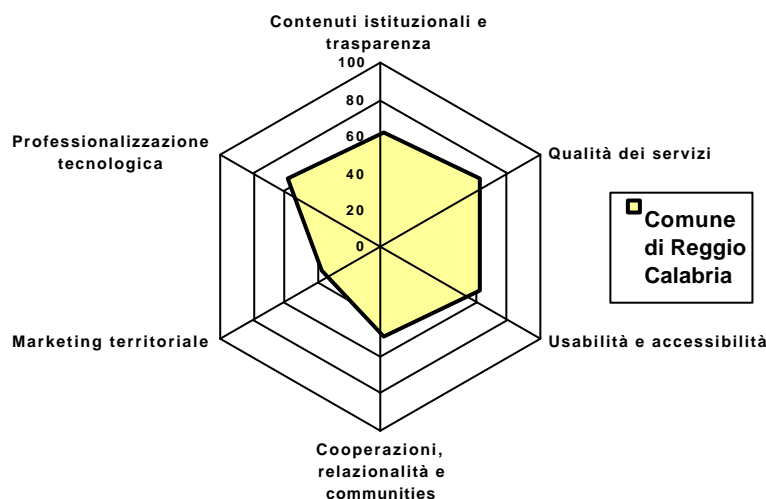 Contenuti istituzionali e
trasparenza
100
80
60
40
20
0
Professionalizzazione
tecnologica
Qualità dei servizi
Comune
di Reggio
Calabria
Marketing territoriale
Usabilità e accessibilità
Cooperazioni,
relazionalità e
communities